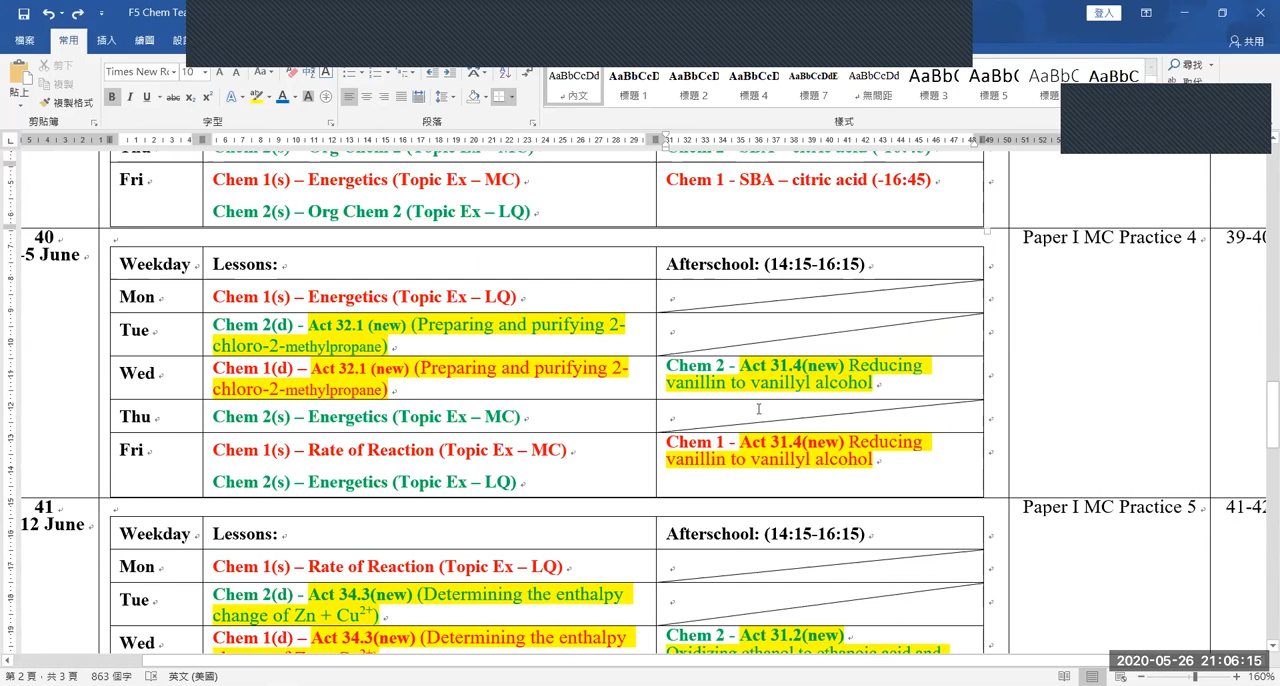 F5 Chem Tea
登入
檔案
常用
插入
繪圖
共用
剪下
複製
貼上
複製格式
剪貼簿
Times New Ro
10
字型
段落
AaBbCcDd AaBbCcD AaBbCcD AaBbCcD AaBbCcDdE AaBbCcDd AaBbC AaBbC AaBbC AaBbC
內文 標題 1 標題 2 標題 4 標題 7 無間距 標題 3 標題 5
樣式
尋找
Fri
Chem 1(s) – Energetics (Topic Ex – MC)
Chem 2(s) – Org Chem 2 (Topic Ex – LQ)
Chem 1 - SBA – citric acid (-16:45)
40
-5 June
Weekday Lessons: Afterschool: (14:15-16:15)
Mon Chem 1(s) – Energetics (Topic Ex – LQ)
Tue Chem 2(d) - Act 32.1 (new) (Preparing and purifying 2-
chloro-2-methylpropane)
Wed Chem 1(d) – Act 32.1 (new) (Preparing and purifying 2-
chloro-2-methylpropane)
Chem 2 - Act 31.4(new) Reducing
vanillin to vanillyl alcohol
Thu Chem 2(s) – Energetics (Topic Ex – MC)
Fri Chem 1(s) – Rate of Reaction (Topic Ex – MC)
Chem 2(s) – Energetics (Topic Ex – LQ)
Chem 1 - Act 31.4(new) Reducing
vanillin to vanillyl alcohol
Paper I MC Practice 4
39-40
41
12 June
Weekday Lessons: Afterschool: (14:15-16:15)
Mon Chem 1(s) – Rate of Reaction (Topic Ex – LQ)
Tue Chem 2(d) - Act 34.3(new) (Determining the enthalpy
change of Zn + Cu2+)
Wed Chem 1(d) – Act 34.3(new) (Determining the enthalpy
Chem 2 - Act 31.2(new)
Oxidizing ethanol to ethanoic acid and
Paper I MC Practice 5
41-42
2020-05-26 21:06:15
第 2 頁,共 3 頁 863 個字 英文 (美國)
160%